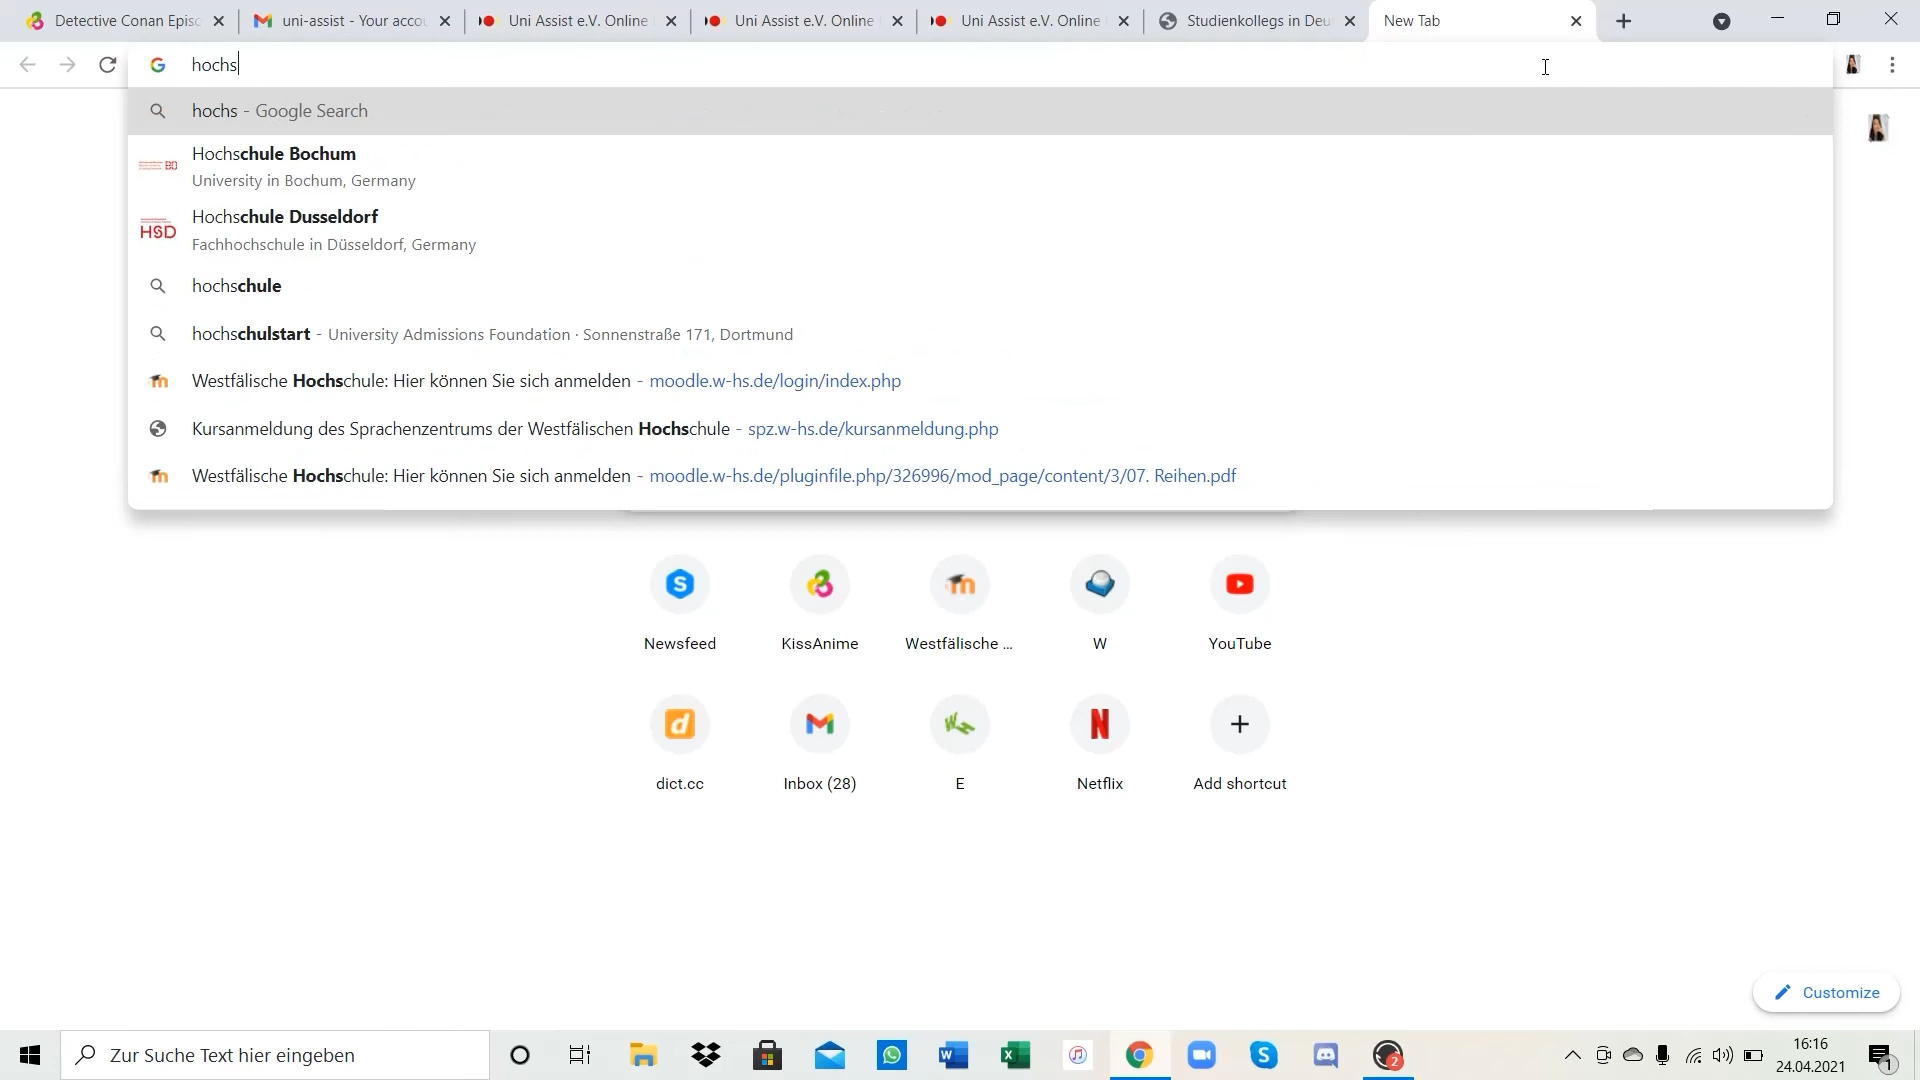 Detective Conan Episo
uni-assist - Your accou
Uni Assist e.V. Online
Uni Assist e.V. Online
Uni Assist e.V. Online
Studienkollegs in Deu
New Tab
hochs
hochs - Google Search
Hochschule Bochum
University in Bochum, Germany
HSD
Hochschule Dusseldorf
Fachhochschule in Düsseldorf, Germany
hochschule
hochschulstart - University Admissions Foundation · Sonnenstraße 171, Dortmund
Westfälische Hochschule: Hier können Sie sich anmelden - moodle.w-hs.de/login/index.php
Kursanmeldung des Sprachenzentrums der Westfälischen Hochschule - spz.w-hs.de/kursanmeldung.php
Westfälische Hochschule: Hier können Sie sich anmelden - moodle.w-hs.de/pluginfile.php/326996/mod_page/content/3/07. Reihen.pdf
Newsfeed
KissAnime
Westfälische ...
W
YouTube
dict.cc
Inbox (28)
E
Netflix
Add shortcut
Customize
Zur Suche Text hier eingeben
2
16:16
24.04.2021
1